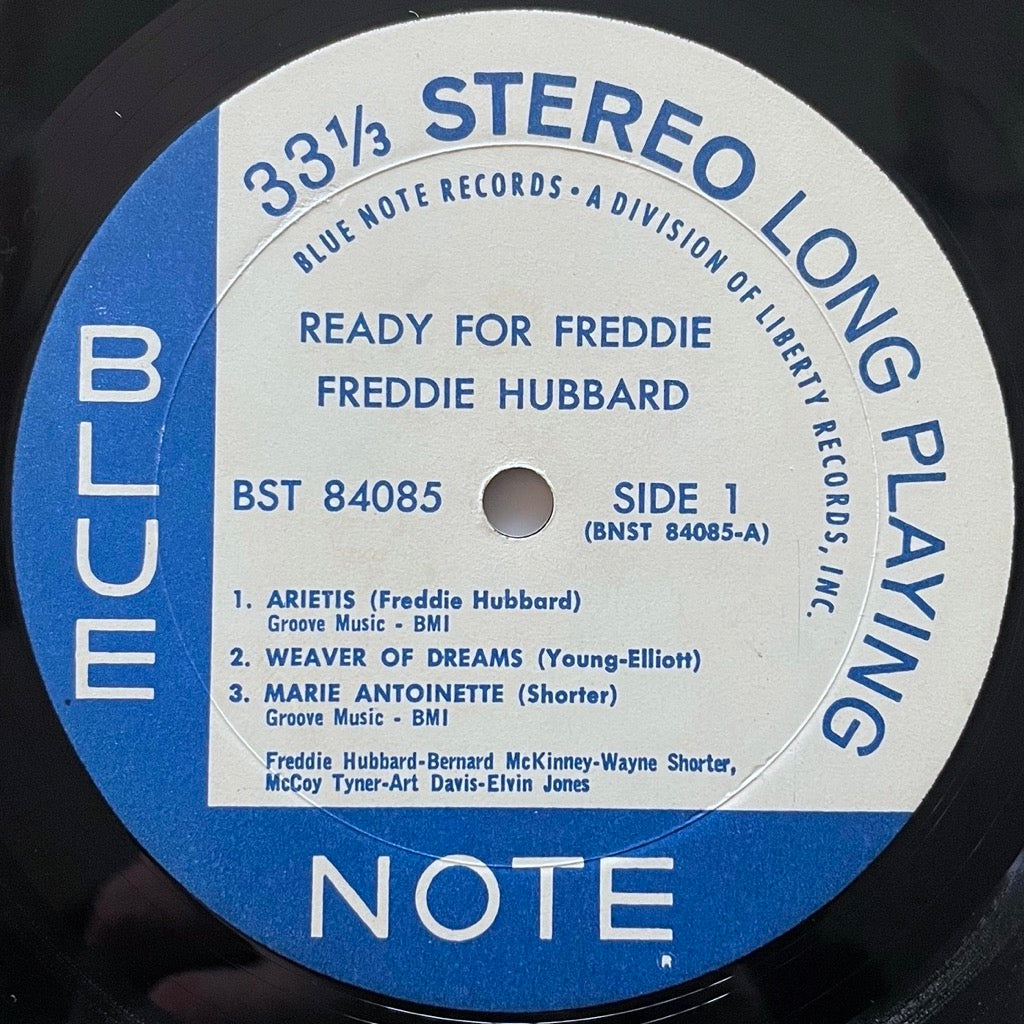 33⅓ STEREO LONG PLAYING
BLUE NOTE RECORDS · A DIVISION OF LIBERTY RECORDS, INC.
READY FOR FREDDIE
FREDDIE HUBBARD
BST 84085
SIDE 1
(BNST 84085-A)
1. ARIETIS (Freddie Hubbard)
Groove Music - BMI
2. WEAVER OF DREAMS (Young-Elliott)
3. MARIE ANTOINETTE (Shorter)
Groove Music - BMI
Freddie Hubbard-Bernard McKinney-Wayne Shorter,
McCoy Tyner-Art Davis-Elvin Jones
BLUE
NOTE
R